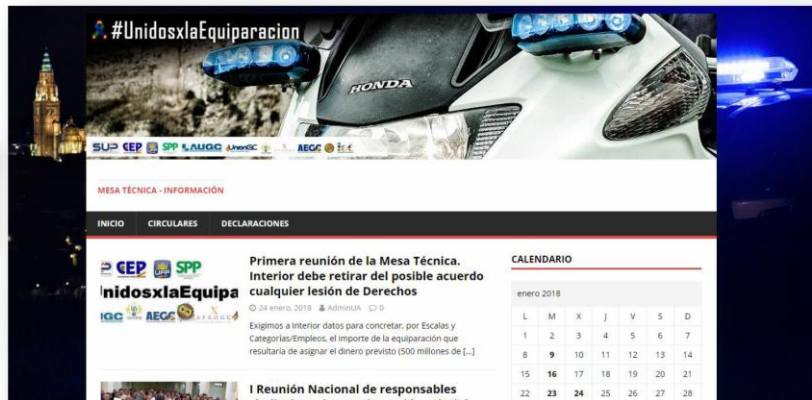 #UnidosxlaEquiparacion
HONDA
SUP CEP UFP SPP AUGC UnionGC AEGC
MESA TÉCNICA - INFORMACIÓN
INICIO CIRCULARES DECLARACIONES
CEP UFP SPP
nidosxlaEquipa
IGC AEGC
Primera reunión de la Mesa Técnica.
Interior debe retirar del posible acuerdo
cualquier lesión de Derechos
24 enero, 2018 AdminUA 0
Exigimos a Interior datos para concretar, por Escalas y
Categorías/Empleos, el importe de la equiparación que
resultaría de asignar el dinero previsto (500 millones de [...]
I Reunión Nacional de responsables
CALENDARIO
enero 2018
L M X J V S D
1 2 3 4 5 6 7
8 9 10 11 12 13 14
15 16 17 18 19 20 21
22 23 24 25 26 27 28